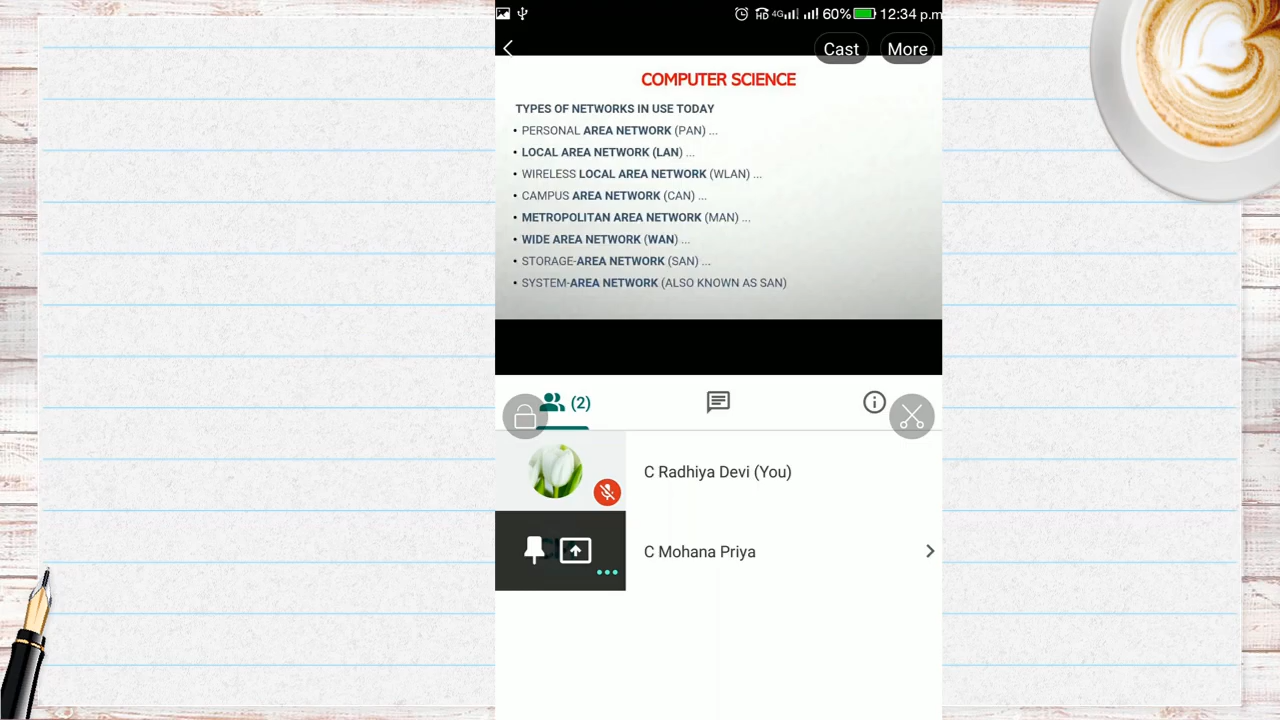 4G 60% 12:34 p.m
Cast More
COMPUTER SCIENCE
TYPES OF NETWORKS IN USE TODAY
• PERSONAL AREA NETWORK (PAN) ...
• LOCAL AREA NETWORK (LAN) ...
• WIRELESS LOCAL AREA NETWORK (WLAN) ...
• CAMPUS AREA NETWORK (CAN) ...
• METROPOLITAN AREA NETWORK (MAN) ...
• WIDE AREA NETWORK (WAN) ...
• STORAGE-AREA NETWORK (SAN) ...
• SYSTEM-AREA NETWORK (ALSO KNOWN AS SAN)
(2)
C Radhiya Devi (You)
C Mohana Priya